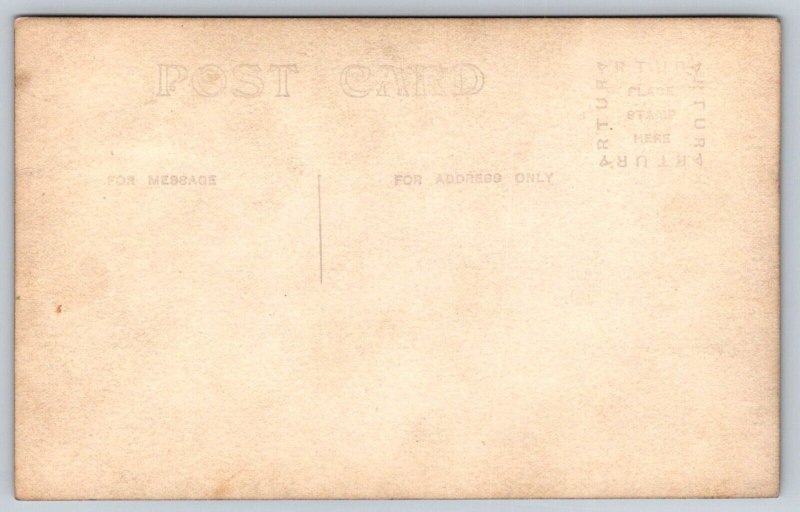 POST CARD
ARTURA
PLACE
STAMP
HERE
ARTURA
ARTURA
ARTURA
FOR MESSAGE
FOR ADDRESS ONLY